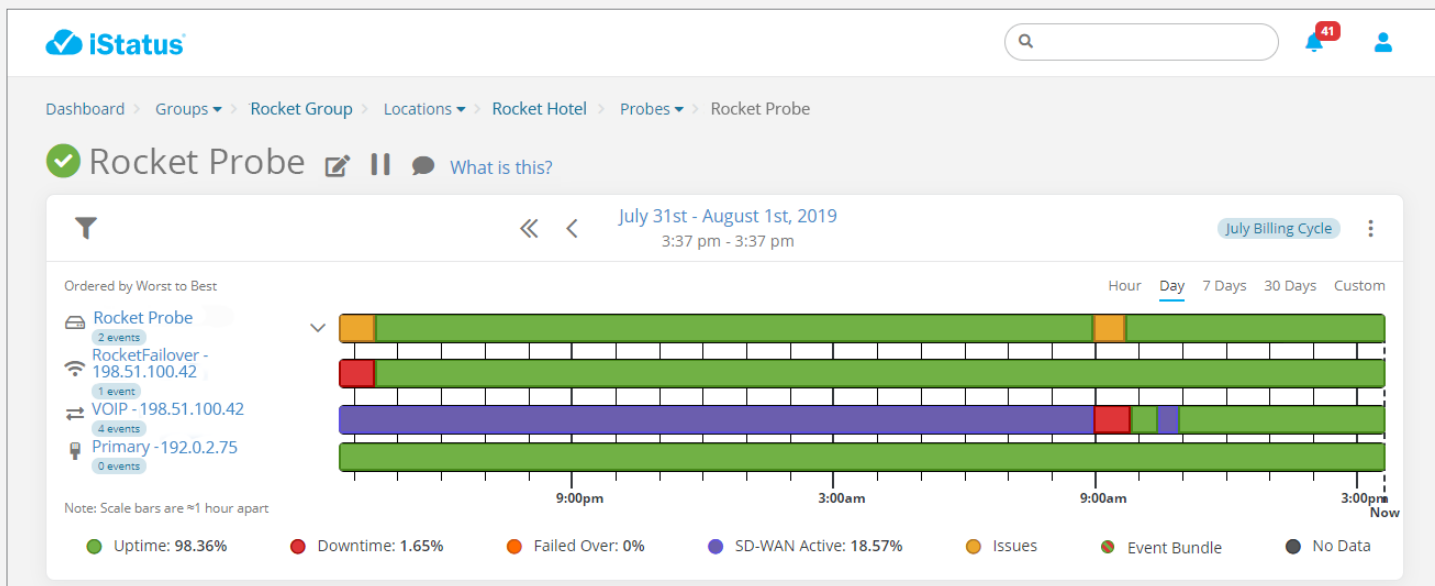 iStatus
41
Dashboard > Groups > Rocket Group > Locations > Rocket Hotel > Probes > Rocket Probe
Rocket Probe What is this?
July 31st - August 1st, 2019
3:37 pm - 3:37 pm
July Billing Cycle
Ordered by Worst to Best
Hour Day 7 Days 30 Days Custom
Rocket Probe
2 events
RocketFailover -
198.51.100.42
1 event
VOIP - 198.51.100.42
4 events
Primary -192.0.2.75
0 events
9:00pm 3:00am 9:00am 3:00pm
Now
Note: Scale bars are ≈1 hour apart
Uptime: 98.36% Downtime: 1.65% Failed Over: 0% SD-WAN Active: 18.57% Issues Event Bundle No Data